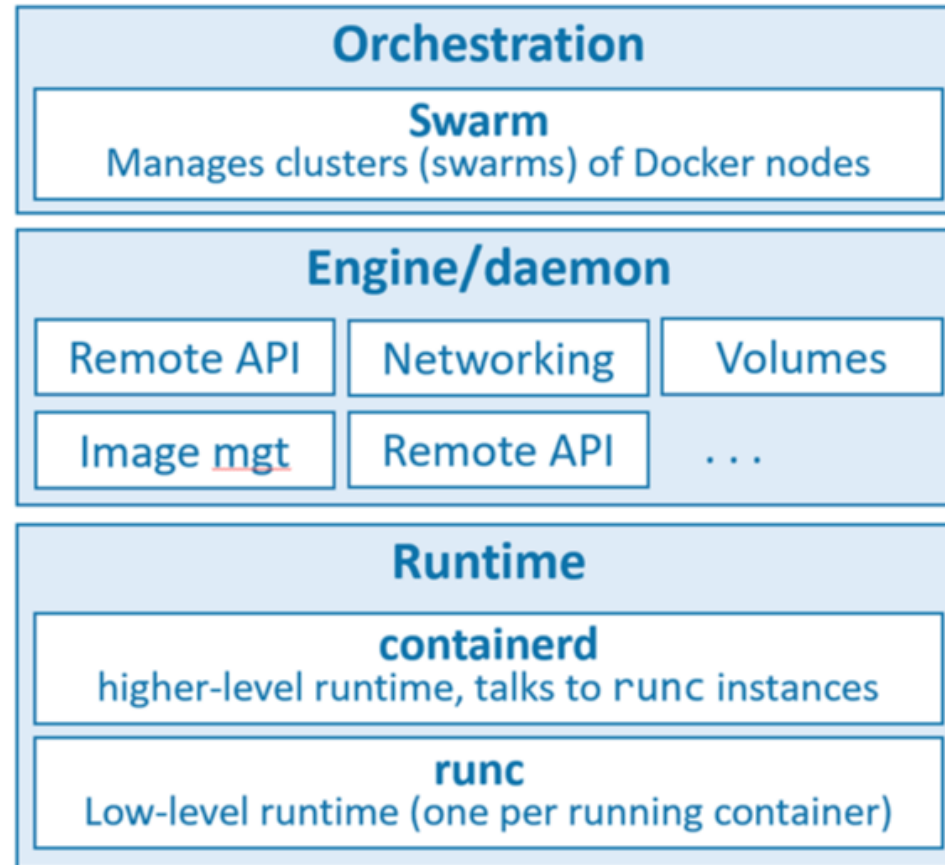 Orchestration
Swarm
Manages clusters (swarms) of Docker nodes
Engine/daemon
Remote API
Networking
Volumes
Image mgt
Remote API
. . .
Runtime
containerd
higher-level runtime, talks to runc instances
runc
Low-level runtime (one per running container)